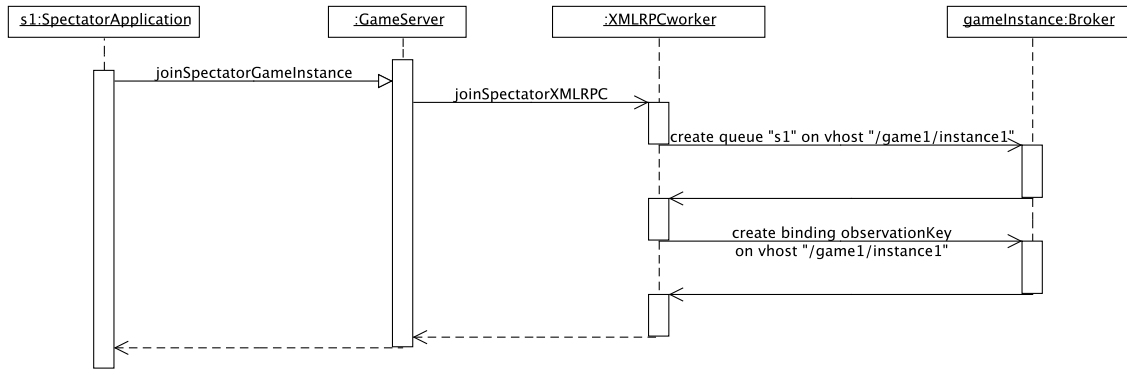 s1:SpectatorApplication
:GameServer
:XMLRPCworker
gameInstance:Broker
joinSpectatorGameInstance
joinSpectatorXMLRPC
create queue "s1" on vhost "/game1/instance1"
create binding observationKey
on vhost "/game1/instance1"